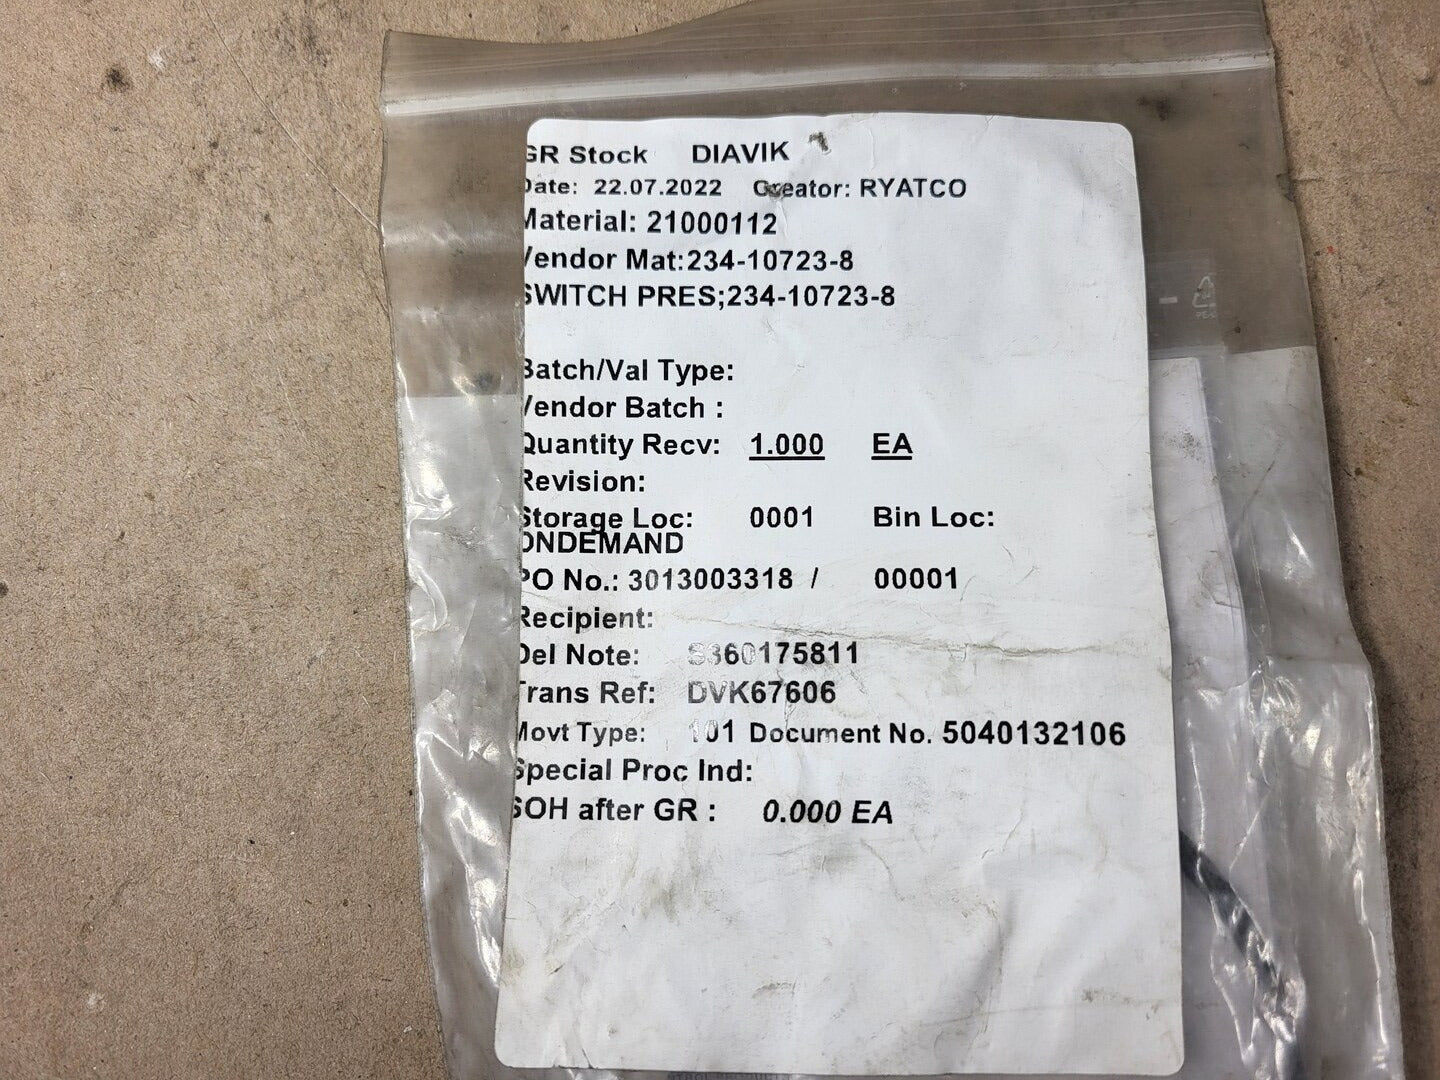 GR Stock DIAVIK
Date: 22.07.2022 Creator: RYATCO
Material: 21000112
Vendor Mat:234-10723-8
SWITCH PRES;234-10723-8
Batch/Val Type:
Vendor Batch :
Quantity Recv: 1.000 EA
Revision:
Storage Loc: 0001 Bin Loc:
ONDEMAND
PO No.: 3013003318 / 00001
Recipient:
Del Note: S360175811
Trans Ref: DVK67606
Movt Type: 101 Document No. 5040132106
Special Proc Ind:
SOH after GR : 0.000 EA